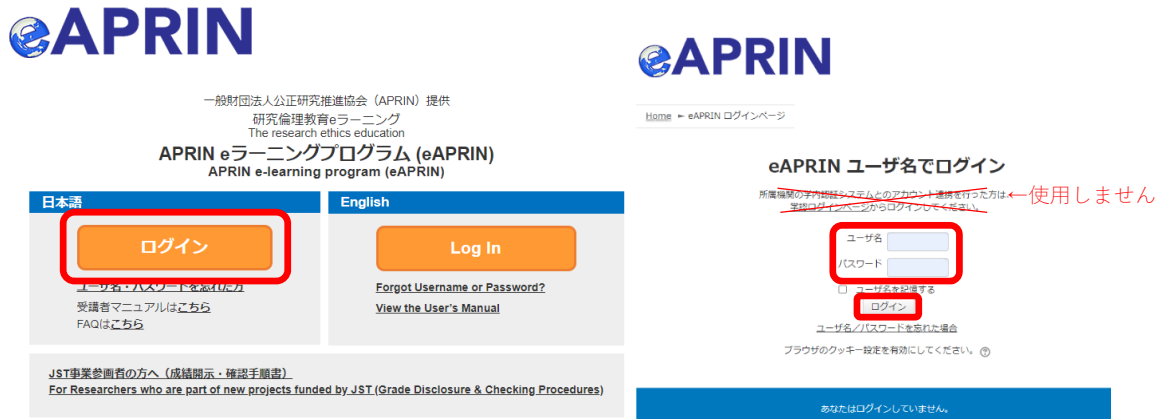 eAPRIN
一般財団法人公正研究推進協会（APRIN）提供
研究倫理教育eラーニング
The research ethics education
APRIN eラーニングプログラム (eAPRIN)
APRIN e-learning program (eAPRIN)
日本語
ログイン
ユーザ名・パスワードを忘れた方
受講者マニュアルはこちら
FAQはこちら
English
Log In
Forgot Username or Password?
View the User's Manual
JST事業参画者の方へ（成績開示・確認手順書）
For Researchers who are part of new projects funded by JST (Grade Disclosure & Checking Procedures)
eAPRIN
Home ► eAPRIN ログインページ
eAPRIN ユーザ名でログイン
所属機関の学内認証システムとのアカウント連携を行った方は、
学認ログインページからログインしてください。
←使用しません
ユーザ名
パスワード
ユーザ名を記憶する
ログイン
ユーザ名／パスワードを忘れた場合
ブラウザのクッキー設定を有効にしてください。
あなたはログインしていません。